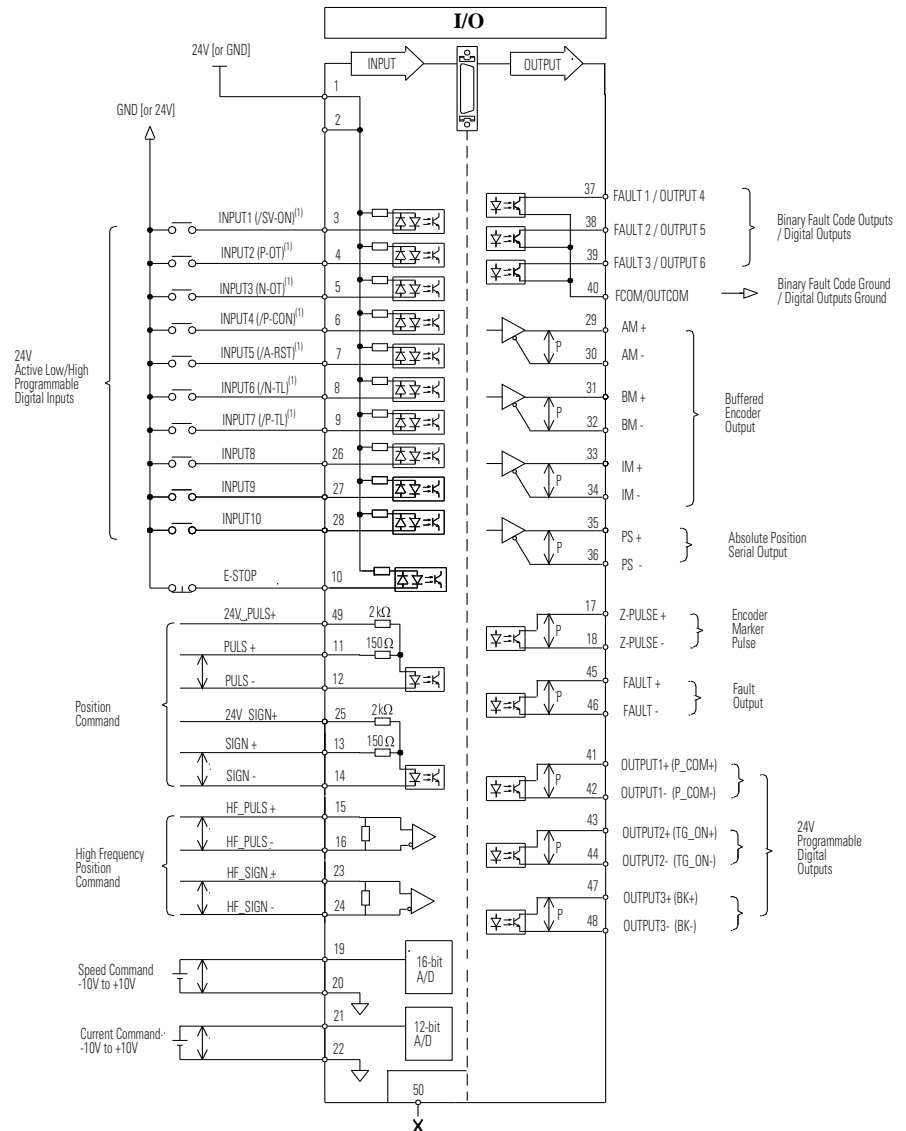 I/O
24V [or GND]
INPUT
OUTPUT
1
GND [or 24V]
2
INPUT1 (/SV-ON)(1)
3
INPUT2 (P-OT)(1)
4
INPUT3 (N-OT)(1)
5
INPUT4 (/P-CON)(1)
6
INPUT5 (/A-RST)(1)
7
INPUT6 (/N-TL)(1)
8
INPUT7 (/P-TL)(1)
9
INPUT8
26
INPUT9
27
INPUT10
28
24V
Active Low/High
Programmable
Digital Inputs
E-STOP
10
24V_PULS+
49
2kΩ
PULS +
11
150Ω
PULS -
12
Position
Command
24V SIGN+
25
2kΩ
SIGN +
13
150Ω
SIGN -
14
HF_PULS +
15
HF_PULS -
16
High Frequency
Position
Command
HF_SIGN +
23
HF_SIGN -
24
19
16-bit
A/D
Speed Command
-10V to +10V
20
21
12-bit
A/D
Current Command
-10V to +10V
22
50
X
37
FAULT 1 / OUTPUT 4
38
FAULT 2 / OUTPUT 5
39
FAULT 3 / OUTPUT 6
Binary Fault Code Outputs
/ Digital Outputs
40
FCOM/OUTCOM
Binary Fault Code Ground
/ Digital Outputs Ground
29
AM +
P
30
AM -
31
BM +
P
32
BM -
Buffered
Encoder
Output
33
IM +
P
34
IM -
35
PS +
P
36
PS -
Absolute Position
Serial Output
17
Z-PULSE +
P
18
Z-PULSE -
Encoder
Marker
Pulse
45
FAULT +
P
46
FAULT -
Fault
Output
41
OUTPUT1+ (P_COM+)
P
42
OUTPUT1- (P_COM-)
43
OUTPUT2+ (TG_ON+)
P
44
OUTPUT2- (TG_ON-)
24V
Programmable
Digital
Outputs
47
OUTPUT3+ (BK+)
P
48
OUTPUT3- (BK-)